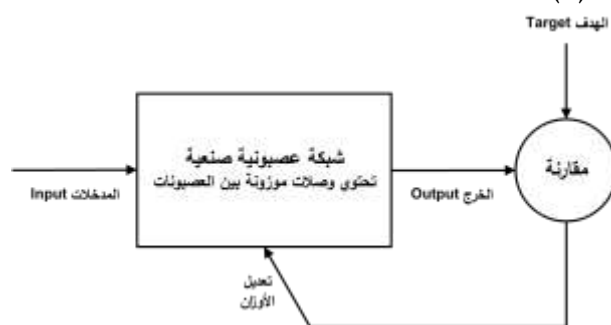 الهدف Target
شبكة عصبونية صنعية
تحتوي وصلات موزونة بين العصبونات
مقارنة
المدخلات Input
الخرج Output
تعديل
الأوزان